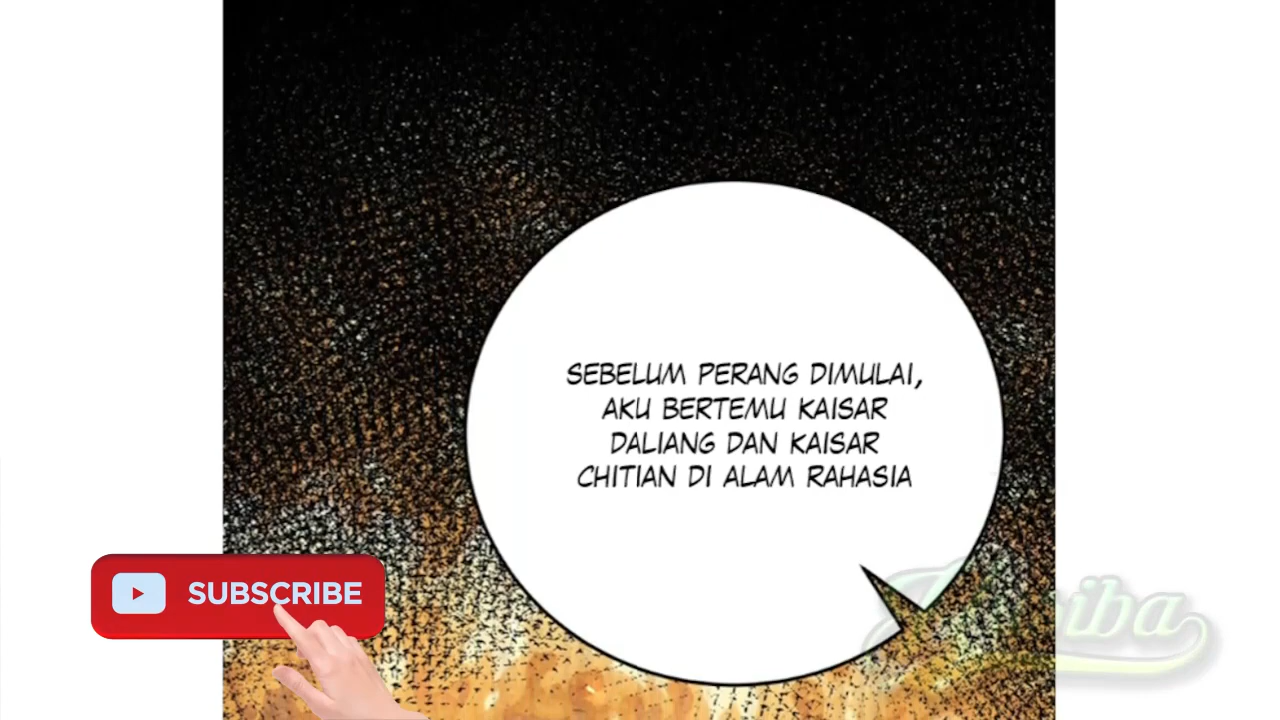 SEBELUM PERANG DIMULAI,
AKU BERTEMU KAISAR
DALIANG DAN KAISAR
CHITIAN DI ALAM RAHASIA
SUBSCRIBE